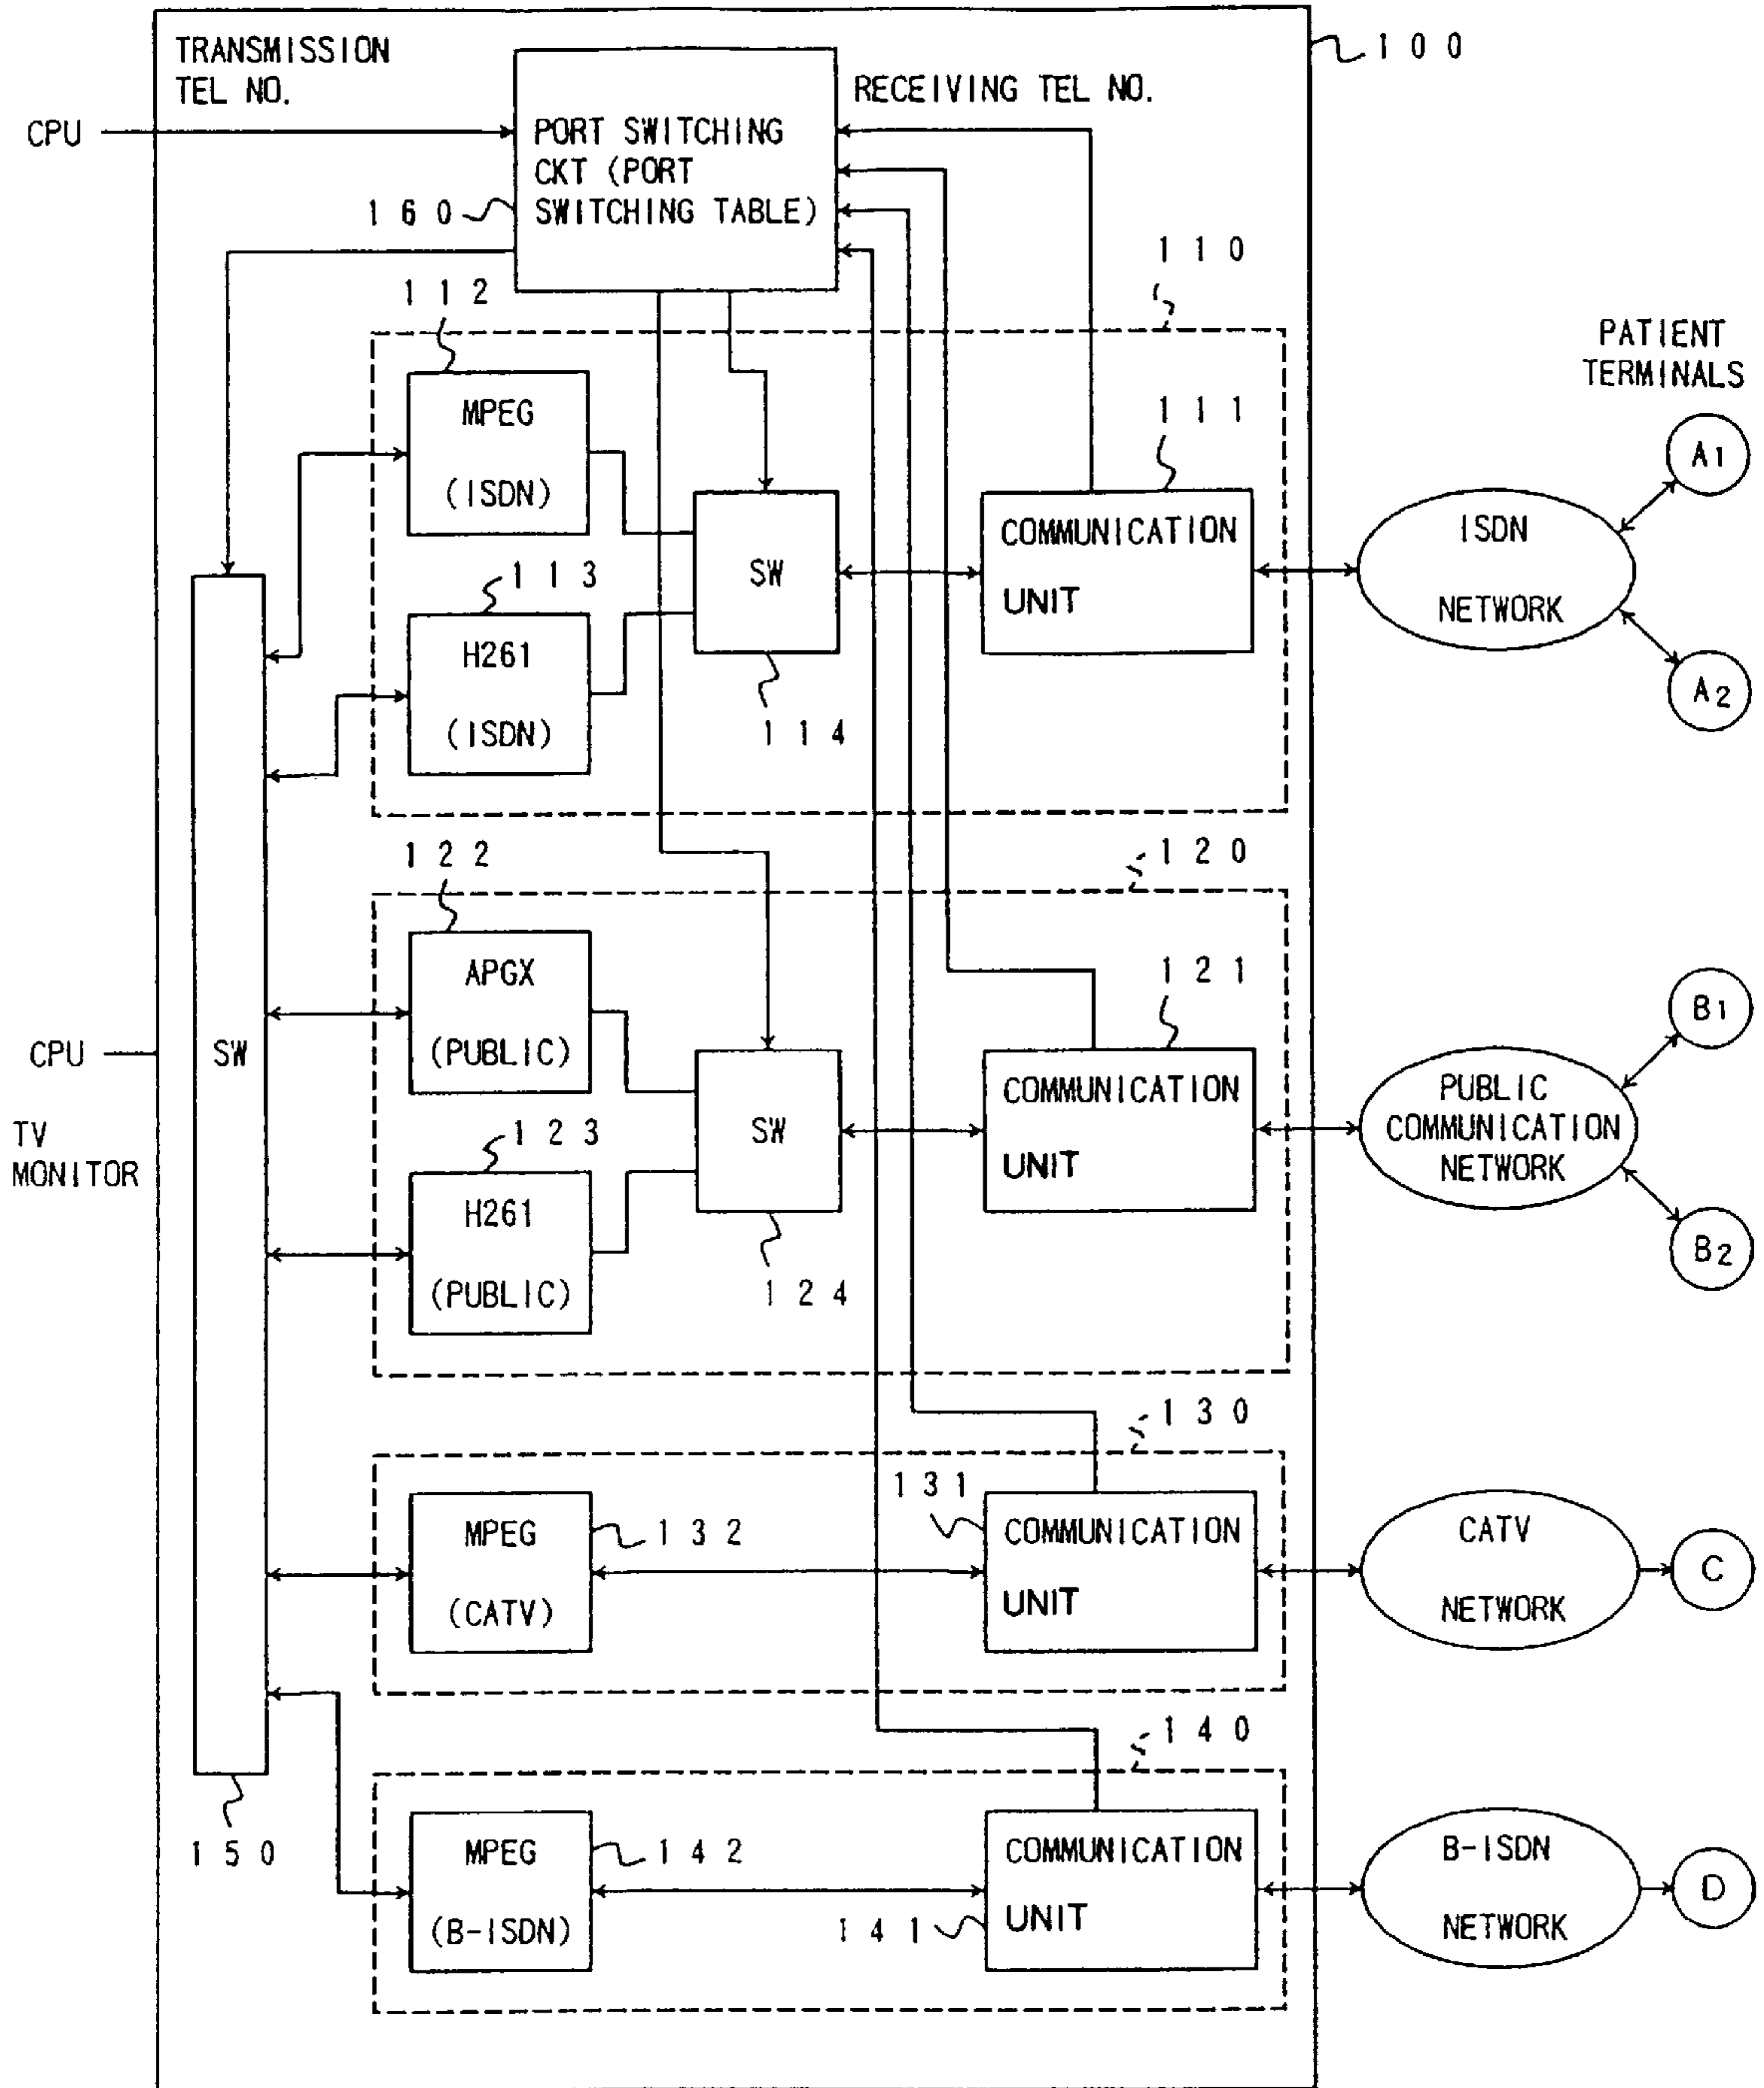 TRANSMISSION
TEL NO.
100
CPU
PORT SWITCHING
CKT (PORT
SWITCHING TABLE)
RECEIVING TEL NO.
160
110
112
PATIENT
TERMINALS
MPEG
(ISDN)
111
A1
SW
COMMUNICATION
UNIT
ISDN
NETWORK
113
H261
(ISDN)
A2
114
122
120
APGX
(PUBLIC)
121
B1
CPU
SW
TV
MONITOR
SW
COMMUNICATION
UNIT
PUBLIC
COMMUNICATION
NETWORK
123
H261
(PUBLIC)
B2
124
130
131
MPEG
(CATV)
132
COMMUNICATION
UNIT
CATV
NETWORK
C
140
150
MPEG
(B-ISDN)
142
141
COMMUNICATION
UNIT
B-ISDN
NETWORK
D